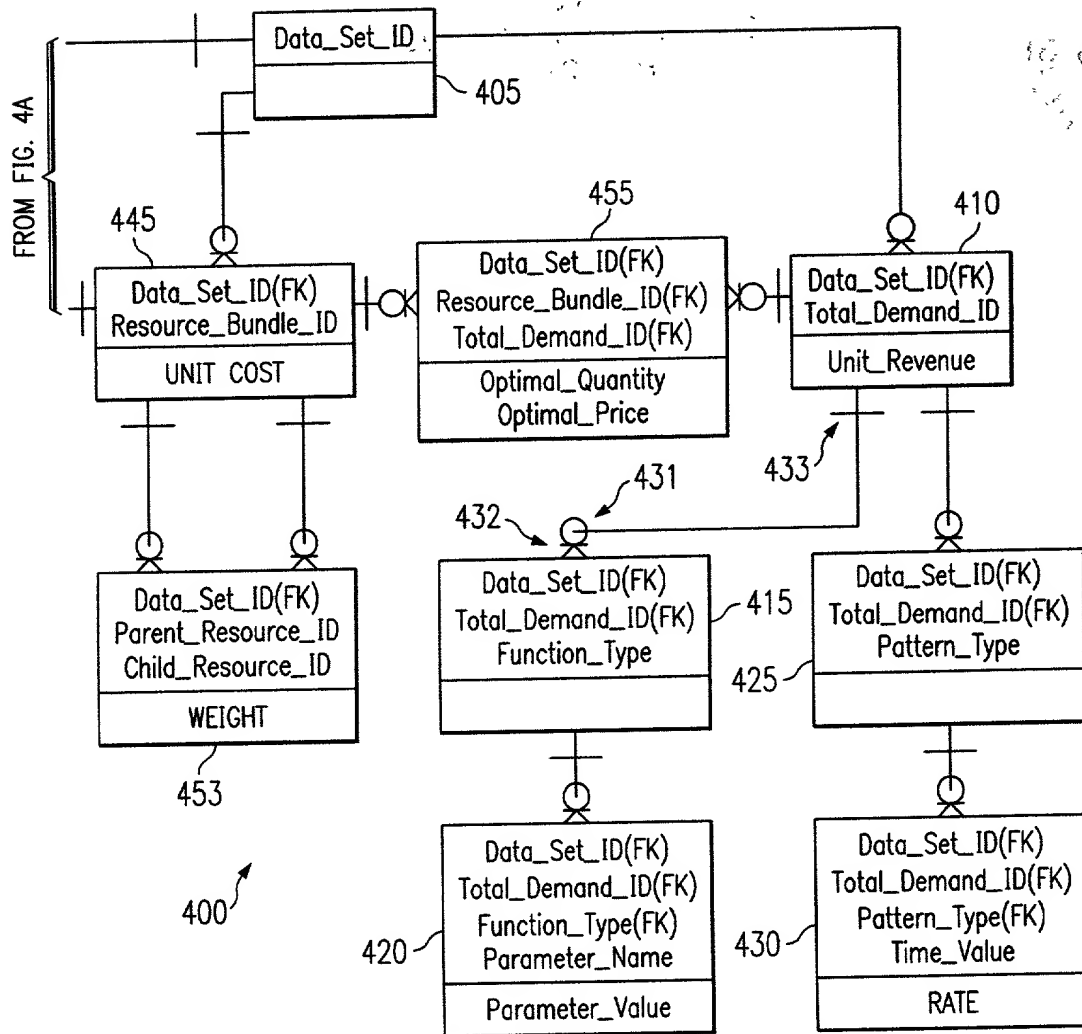 Data_Set_ID
405
FROM FIG. 4A
445
Data_Set_ID(FK)
Resource_Bundle_ID
UNIT COST
455
Data_Set_ID(FK)
Resource_Bundle_ID(FK)
Total_Demand_ID(FK)
Optimal_Quantity
Optimal_Price
410
Data_Set_ID(FK)
Total_Demand_ID
Unit_Revenue
433
431
432
Data_Set_ID(FK)
Parent_Resource_ID
Child_Resource_ID
WEIGHT
453
Data_Set_ID(FK)
Total_Demand_ID(FK)
Function_Type
415
Data_Set_ID(FK)
Total_Demand_ID(FK)
Pattern_Type
425
400
Data_Set_ID(FK)
Total_Demand_ID(FK)
Function_Type(FK)
Parameter_Name
Parameter_Value
420
Data_Set_ID(FK)
Total_Demand_ID(FK)
Pattern_Type(FK)
Time_Value
RATE
430